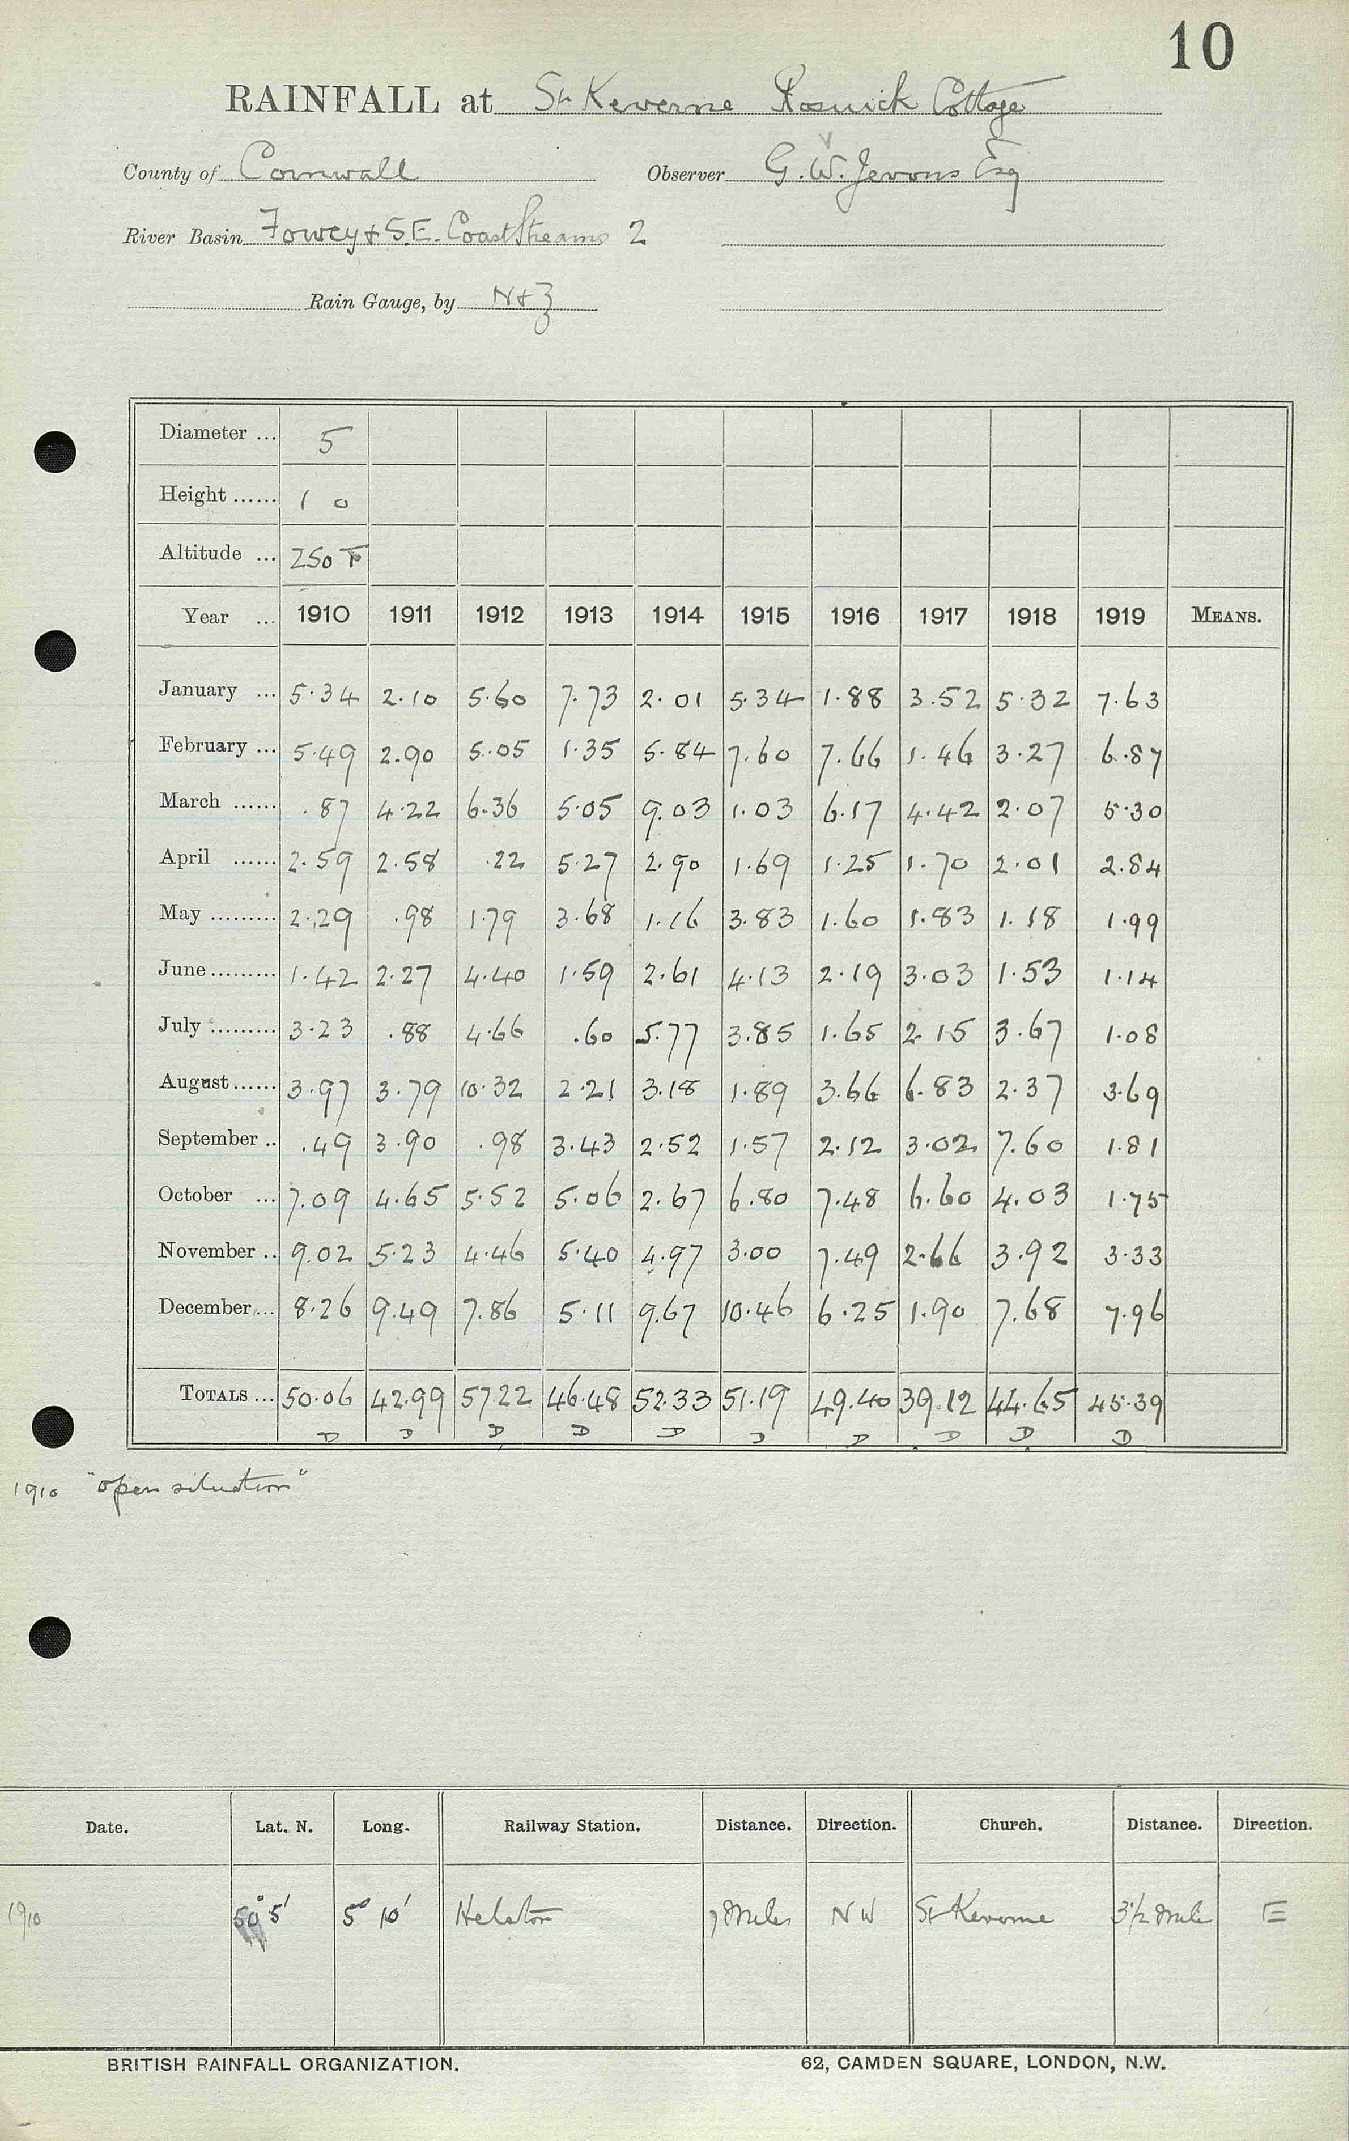 10
RAINFALL at St Keverne Rosuick Cottage
County of Cornwall Observer G. W. Jevons Esq
River Basin Fowey & S E. Coast Streams 2
Rain Gauge, by N & Z
Diameter ... 5
Height ...... 1 0
Altitude ... 250 T
Year ... 1910 1911 1912 1913 1914 1915 1916 1917 1918 1919 MEANS.
January ... 5.34 2.10 5.60 7.73 2.01 5.34 1.88 3.52 5.32 7.63
February ... 5.49 2.90 5.05 1.35 5.84 7.60 7.66 1.46 3.27 6.87
March ...... .87 4.22 6.36 5.05 9.03 1.03 6.17 4.42 2.07 5.30
April ...... 2.59 2.58 .22 5.27 2.90 1.69 1.25 1.70 2.01 2.84
May ......... 2.29 .98 1.79 3.68 1.16 3.83 1.60 1.83 1.18 1.99
June ......... 1.42 2.27 4.40 1.59 2.61 4.13 2.19 3.03 1.53 1.14
July ......... 3.23 .88 4.66 .60 5.77 3.85 1.65 2.15 3.67 1.08
August ...... 3.97 3.79 10.32 2.21 3.18 1.89 3.66 6.83 2.37 3.69
September .. .49 3.90 .98 3.43 2.52 1.57 2.12 3.02 7.60 1.81
October ... 7.09 4.65 5.52 5.06 2.67 6.80 7.48 6.60 4.03 1.75
November .. 9.02 5.23 4.46 5.40 4.97 3.00 7.49 2.66 3.92 3.33
December ... 8.26 9.49 7.86 5.11 9.67 10.46 6.25 1.90 7.68 7.96
TOTALS ... 50.06 42.99 57.22 46.48 52.33 51.19 49.40 39.12 44.65 45.39
D D D D D D D D D D
1910 "open situation"
Date. Lat. N. Long. Railway Station. Distance. Direction. Church. Distance. Direction.
1910 50° 5' 5° 10' Helston 7 Miles N W St Keverne 3 1/2 Mile E
BRITISH RAINFALL ORGANIZATION. 62, CAMDEN SQUARE, LONDON, N.W.